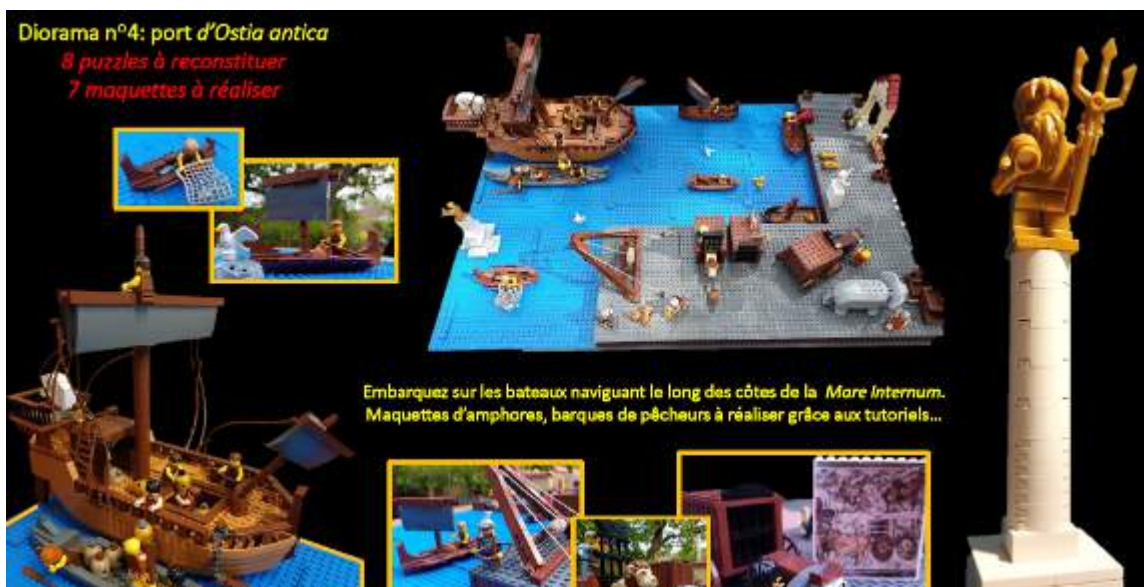 Diorama n°4: port d'Ostia antica
8 puzzles à reconstituer
7 maquettes à réaliser
Embarquez sur les bateaux naviguant le long des côtes de la Mare Internum.
Maquettes d'amphores, barques de pêcheurs à réaliser grâce aux tutoriels...